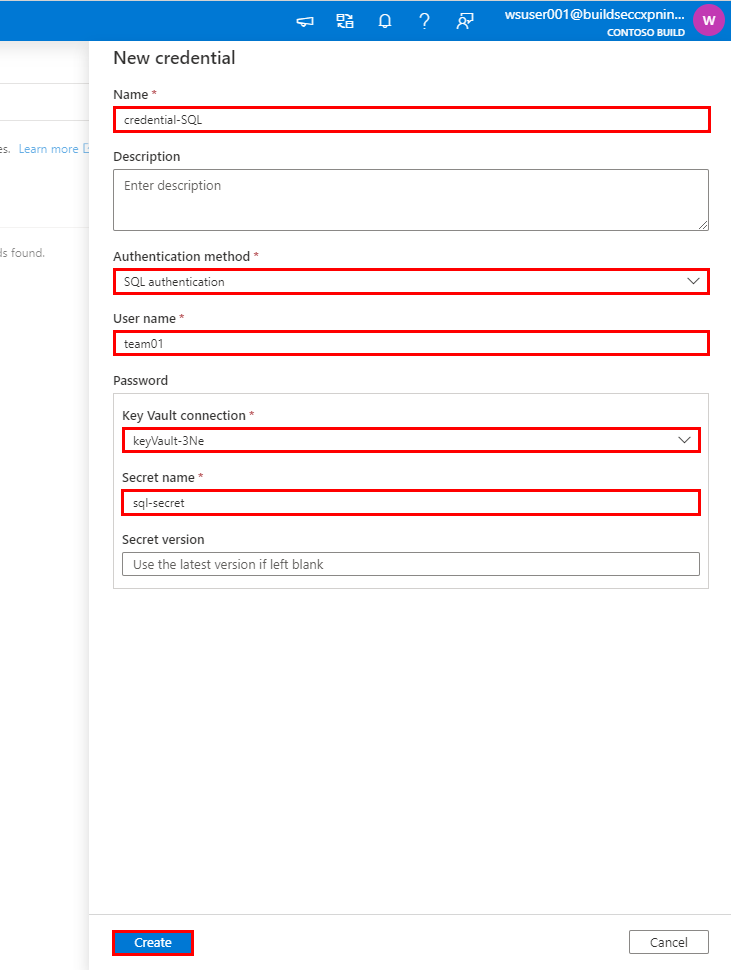 wsuser001@buildseccxpnin...
CONTOSO BUILD
W
New credential
Name *
credential-SQL
Description
es. Learn more
Enter description
ds found.
Authentication method *
SQL authentication
User name *
team01
Password
Key Vault connection *
keyVault-3Ne
Secret name *
sql-secret
Secret version
Use the latest version if left blank
Create
Cancel